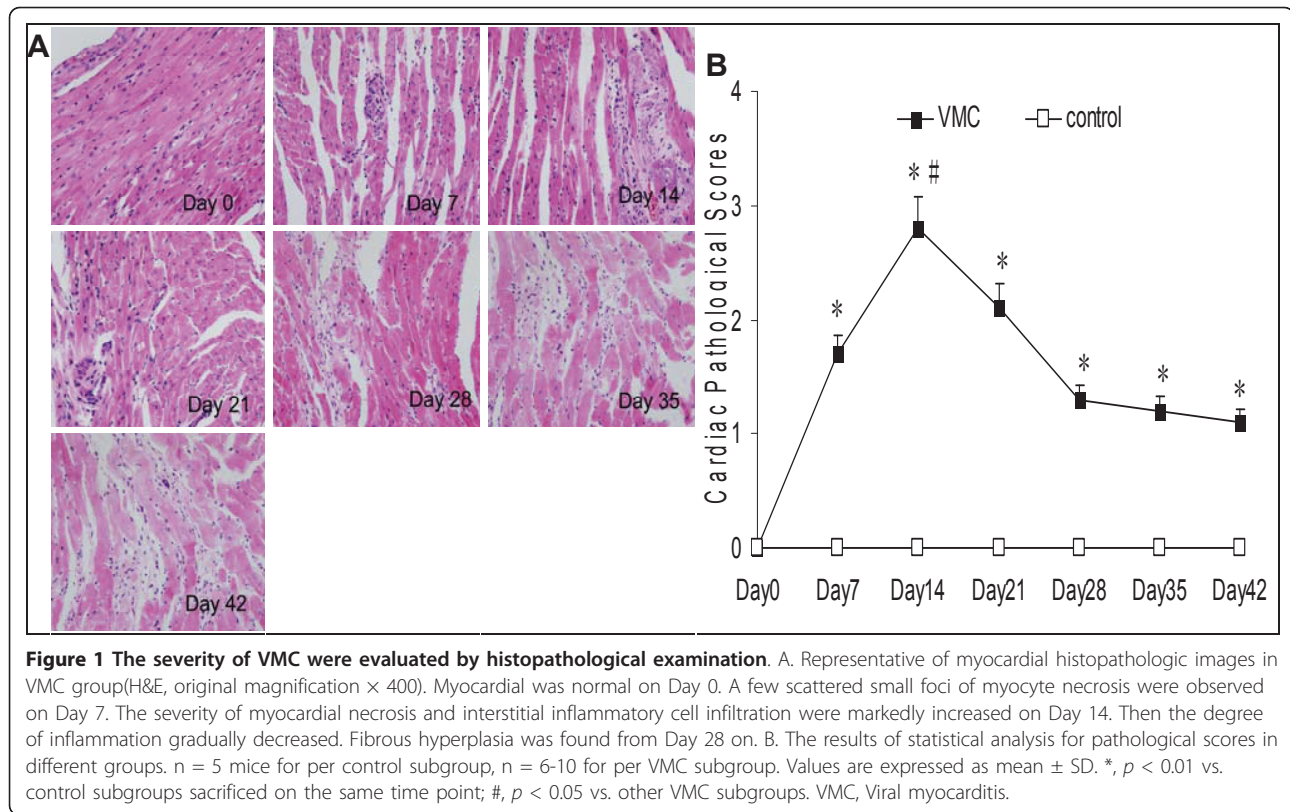 A
Day 0
Day 7
Day 14
Day 21
Day 28
Day 35
Day 42
B
VMC control
Cardiac Pathological Scores
4
3
2
1
0
* #
*
*
*
*
*
Day0 Day7 Day14 Day21 Day28 Day35 Day42
Figure 1 The severity of VMC were evaluated by histopathological examination. A. Representative of myocardial histopathologic images in
VMC group(H&E, original magnification × 400). Myocardial was normal on Day 0. A few scattered small foci of myocyte necrosis were observed
on Day 7. The severity of myocardial necrosis and interstitial inflammatory cell infiltration were markedly increased on Day 14. Then the degree
of inflammation gradually decreased. Fibrous hyperplasia was found from Day 28 on. B. The results of statistical analysis for pathological scores in
different groups. n = 5 mice for per control subgroup, n = 6-10 for per VMC subgroup. Values are expressed as mean ± SD. *, p < 0.01 vs.
control subgroups sacrificed on the same time point; #, p < 0.05 vs. other VMC subgroups. VMC, Viral myocarditis.